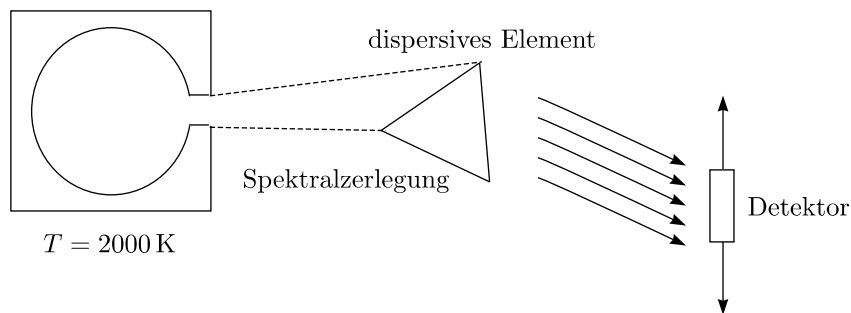 dispersives Element
Spektralzerlegung
Detektor
T = 2000 K